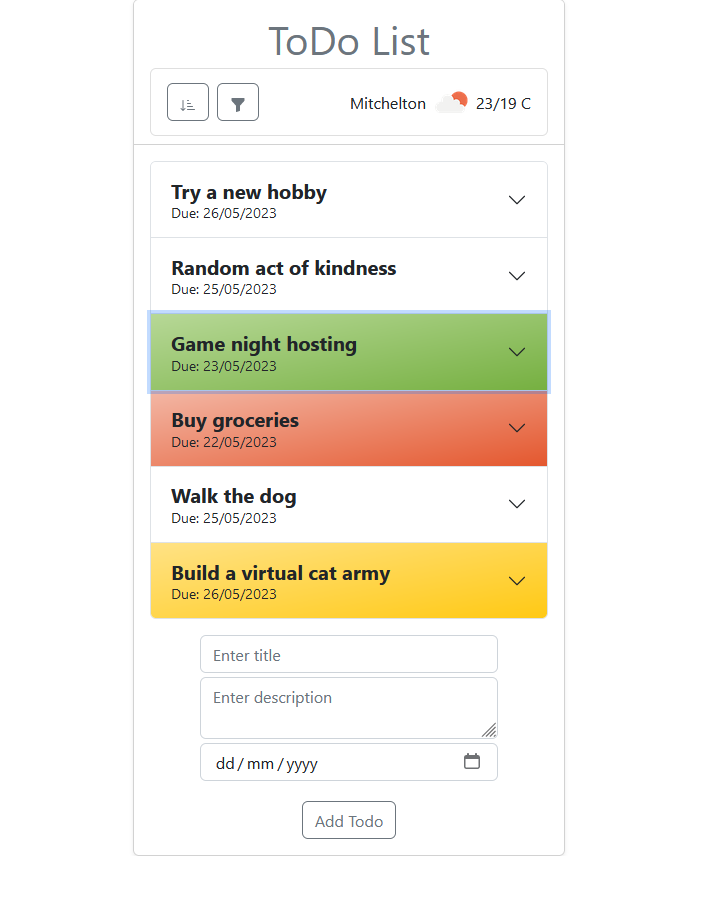 ToDo List
Mitchelton 23/19 C
Try a new hobby
Due: 26/05/2023
Random act of kindness
Due: 25/05/2023
Game night hosting
Due: 23/05/2023
Buy groceries
Due: 22/05/2023
Walk the dog
Due: 25/05/2023
Build a virtual cat army
Due: 26/05/2023
Enter title
Enter description
dd/mm/yyyy
Add Todo